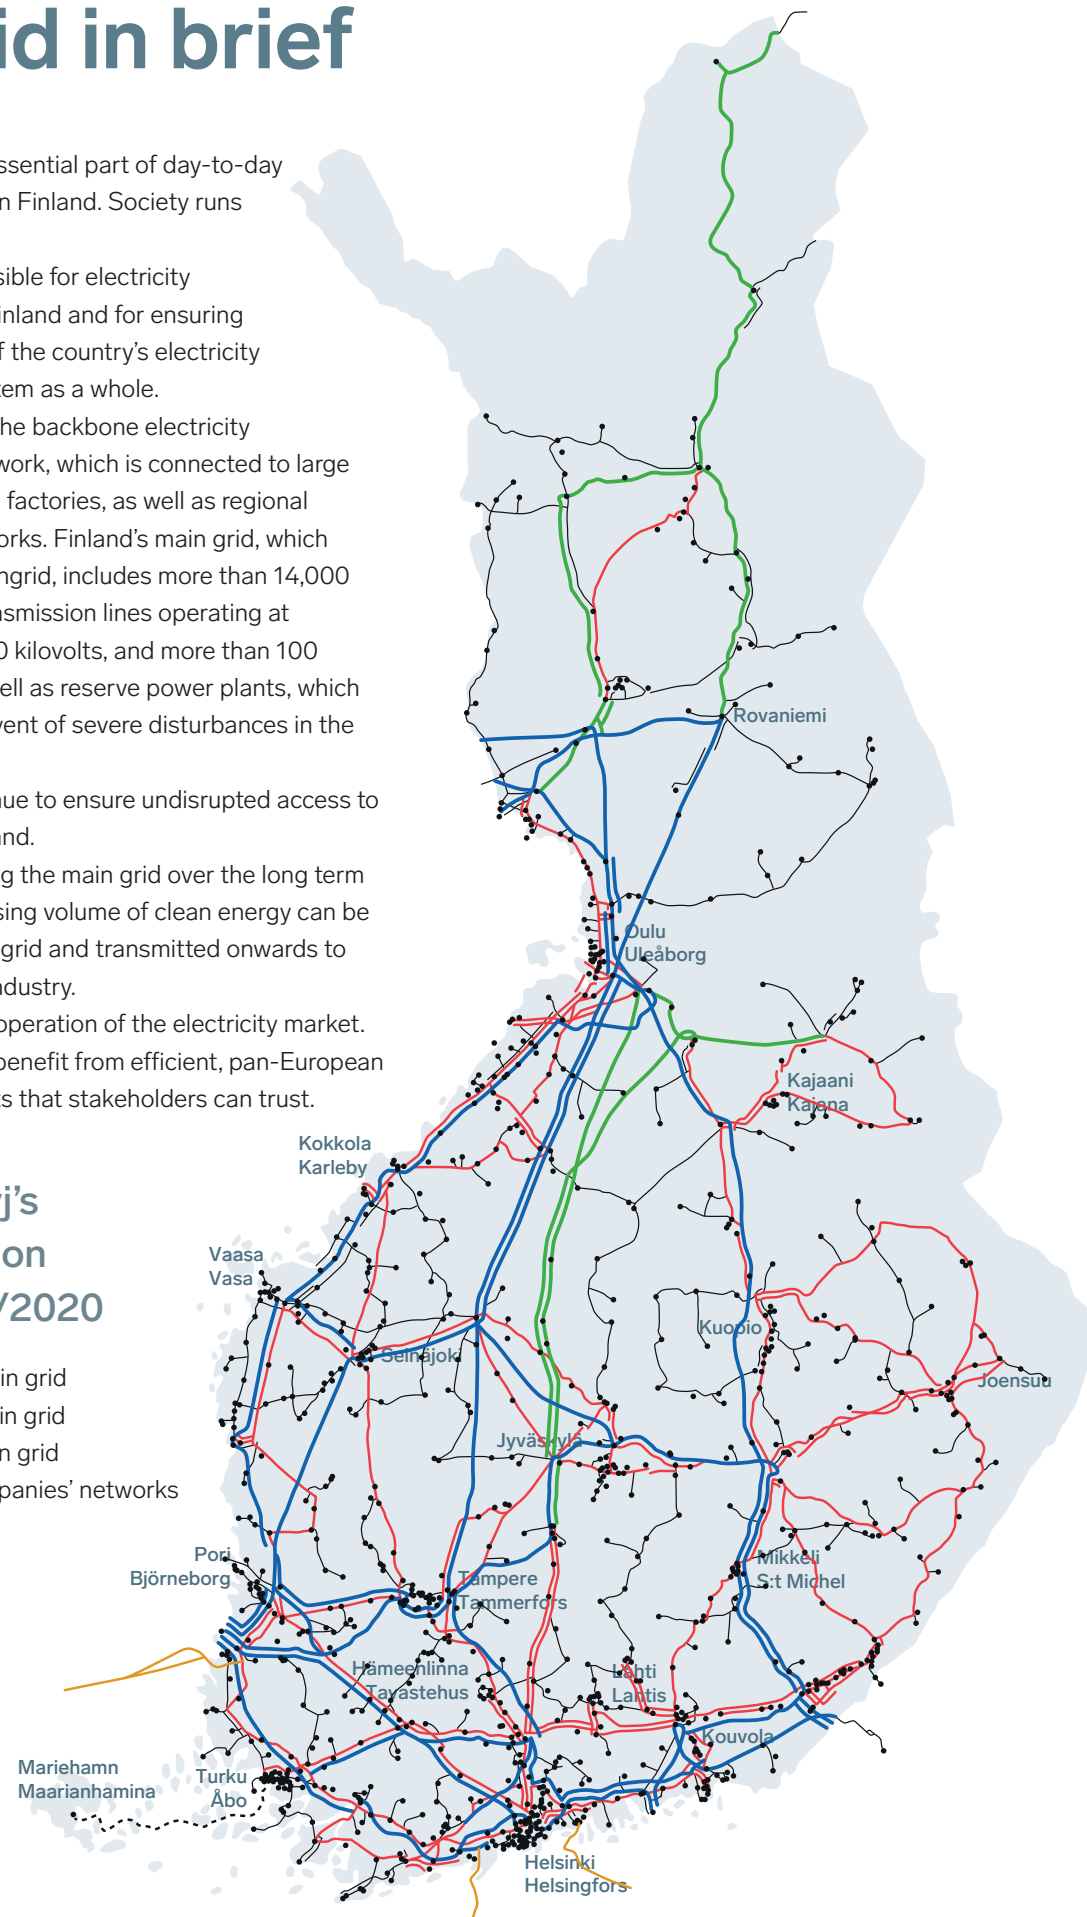 id in brief
ssential part of day-to-day
n Finland. Society runs
sible for electricity
inland and for ensuring
f the country's electricity
tem as a whole.
he backbone electricity
work, which is connected to large
factories, as well as regional
orks. Finland's main grid, which
ngrid, includes more than 14,000
nsmission lines operating at
0 kilovolts, and more than 100
ell as reserve power plants, which
vent of severe disturbances in the
nue to ensure undisrupted access to
and.
g the main grid over the long term
sing volume of clean energy can be
grid and transmitted onwards to
ndustry.
operation of the electricity market.
benefit from efficient, pan-European
ts that stakeholders can trust.
j's
on
/2020
in grid
in grid
n grid
panies' networks
Rovaniemi
Oulu
Uleåborg
Kajaani
Kajana
Kokkola
Karleby
Vaasa
Vasa
Kuopio
Seinäjoki
Joensuu
Jyväskylä
Pori
Björneborg
Tampere
Tammerfors
Mikkeli
S:t Michel
Hämeenlinna
Tavastehus
Lahti
Lahtis
Kouvola
Mariehamn
Maarianhamina
Turku
Åbo
Helsinki
Helsingfors